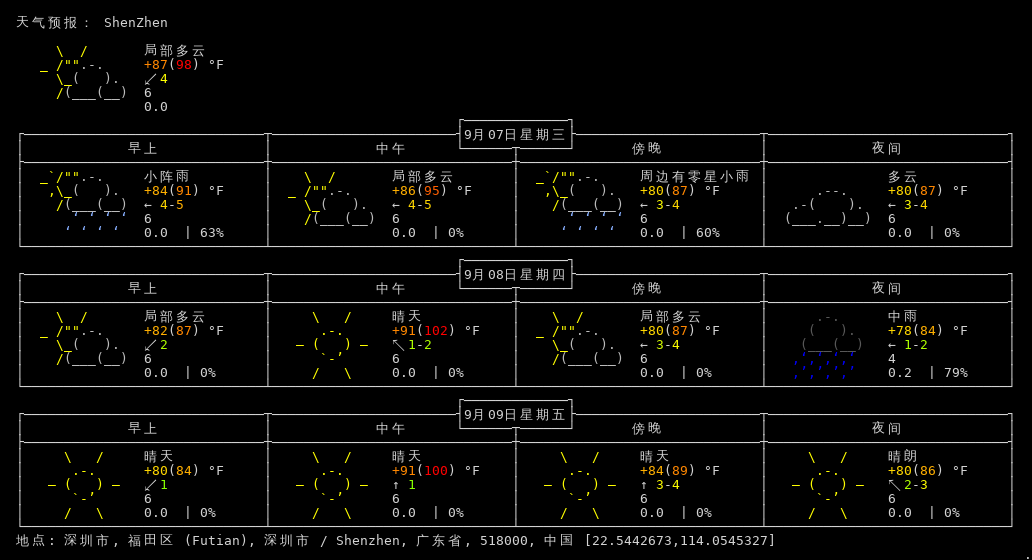 天气预报： ShenZhen
局部多云
+87(98) °F
↙4
6
0.0
9月07日星期三
早上 中午 傍晚 夜间
小阵雨 局部多云 周边有零星小雨 多云
+84(91) °F +86(95) °F +80(87) °F +80(87) °F
← 4-5 ← 4-5 ← 3-4 ← 3-4
6 6 6 6
0.0 | 63% 0.0 | 0% 0.0 | 60% 0.0 | 0%
9月08日星期四
早上 中午 傍晚 夜间
局部多云 晴天 局部多云 中雨
+82(87) °F +91(102) °F +80(87) °F +78(84) °F
↙2 ↖1-2 ← 3-4 ← 1-2
6 6 6 4
0.0 | 0% 0.0 | 0% 0.0 | 0% 0.2 | 79%
9月09日星期五
早上 中午 傍晚 夜间
晴天 晴天 晴天 晴朗
+80(84) °F +91(100) °F +84(89) °F +80(86) °F
↙1 ↑ 1 ↑ 3-4 ↖2-3
6 6 6 6
0.0 | 0% 0.0 | 0% 0.0 | 0% 0.0 | 0%
地点: 深圳市, 福田区 (Futian), 深圳市 / Shenzhen, 广东省, 518000, 中国 [22.5442673,114.0545327]